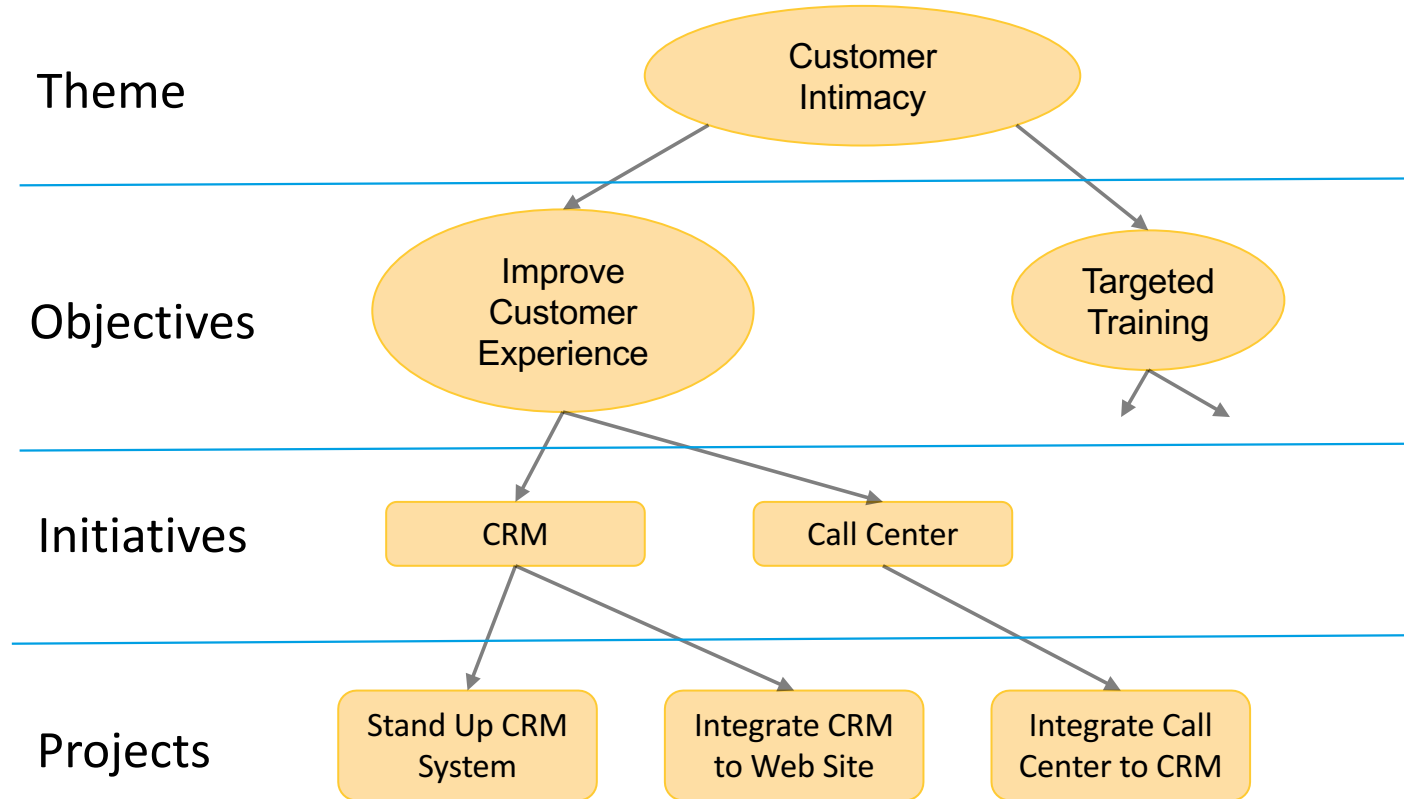 Theme
Customer
Intimacy
Objectives
Improve
Customer
Experience
Targeted
Training
Initiatives
CRM
Call Center
Projects
Stand Up CRM
System
Integrate CRM
to Web Site
Integrate Call
Center to CRM